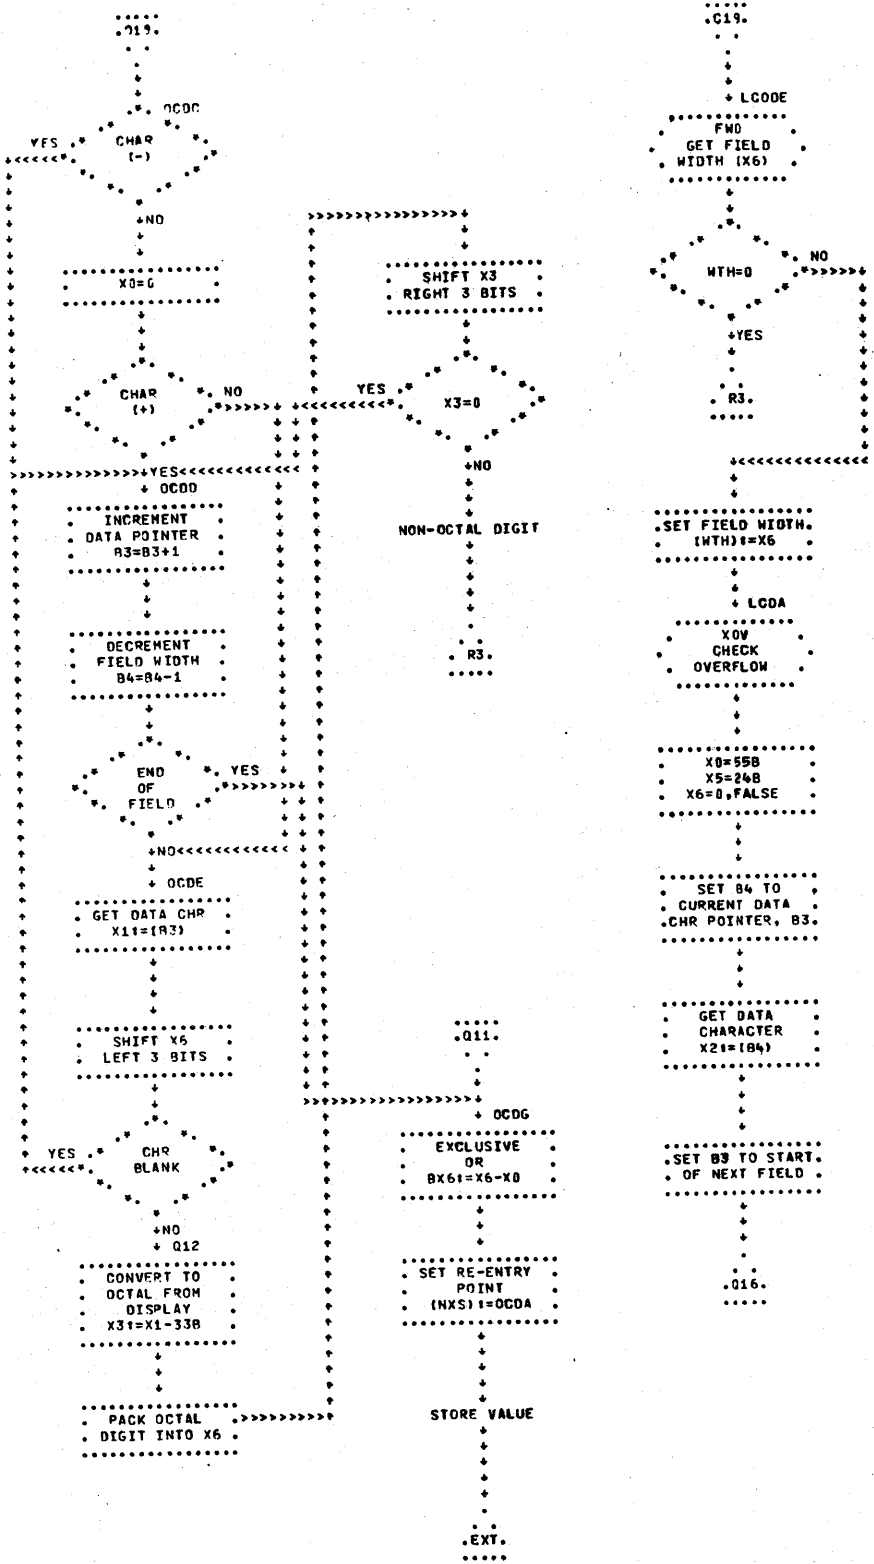 Q19.
OCDC
YES
CHAR
(-)
NO
X0=0
CHAR
(+)
NO
YES
OCDD
INCREMENT
DATA POINTER
B3=B3+1
DECREMENT
FIELD WIDTH
B4=B4-1
END
OF
FIELD
YES
NO
OCDE
GET DATA CHR
X1:=(B3)
SHIFT X6
LEFT 3 BITS
YES
CHR
BLANK
NO
Q12
CONVERT TO
OCTAL FROM
DISPLAY
X3:=X1-33B
PACK OCTAL
DIGIT INTO X6
SHIFT X3
RIGHT 3 BITS
YES
X3=0
NO
NON-OCTAL DIGIT
R3.
Q11.
OCDG
EXCLUSIVE
OR
BX6:=X6-X0
SET RE-ENTRY
POINT
(NXS):=OCDA
STORE VALUE
EXT.
C19.
LCODE
FWD
GET FIELD
WIDTH (X6)
WTH=0
NO
YES
R3.
SET FIELD WIDTH.
(WTH):=X6
LCDA
XOV
CHECK
OVERFLOW
X0=55B
X5=24B
X6=0,FALSE
SET B4 TO
CURRENT DATA
CHR POINTER, B3.
GET DATA
CHARACTER
X2:=(B4)
SET B3 TO START.
OF NEXT FIELD
Q16.